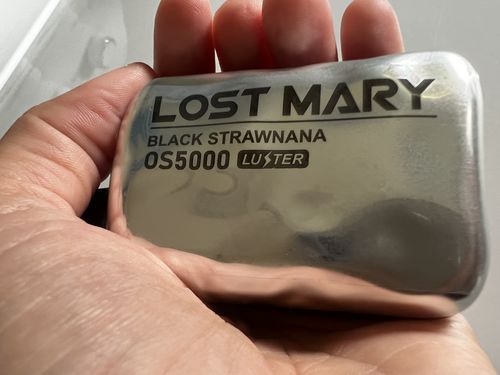 LOST MARY
BLACK STRAWNANA
OS5000 LUSTER